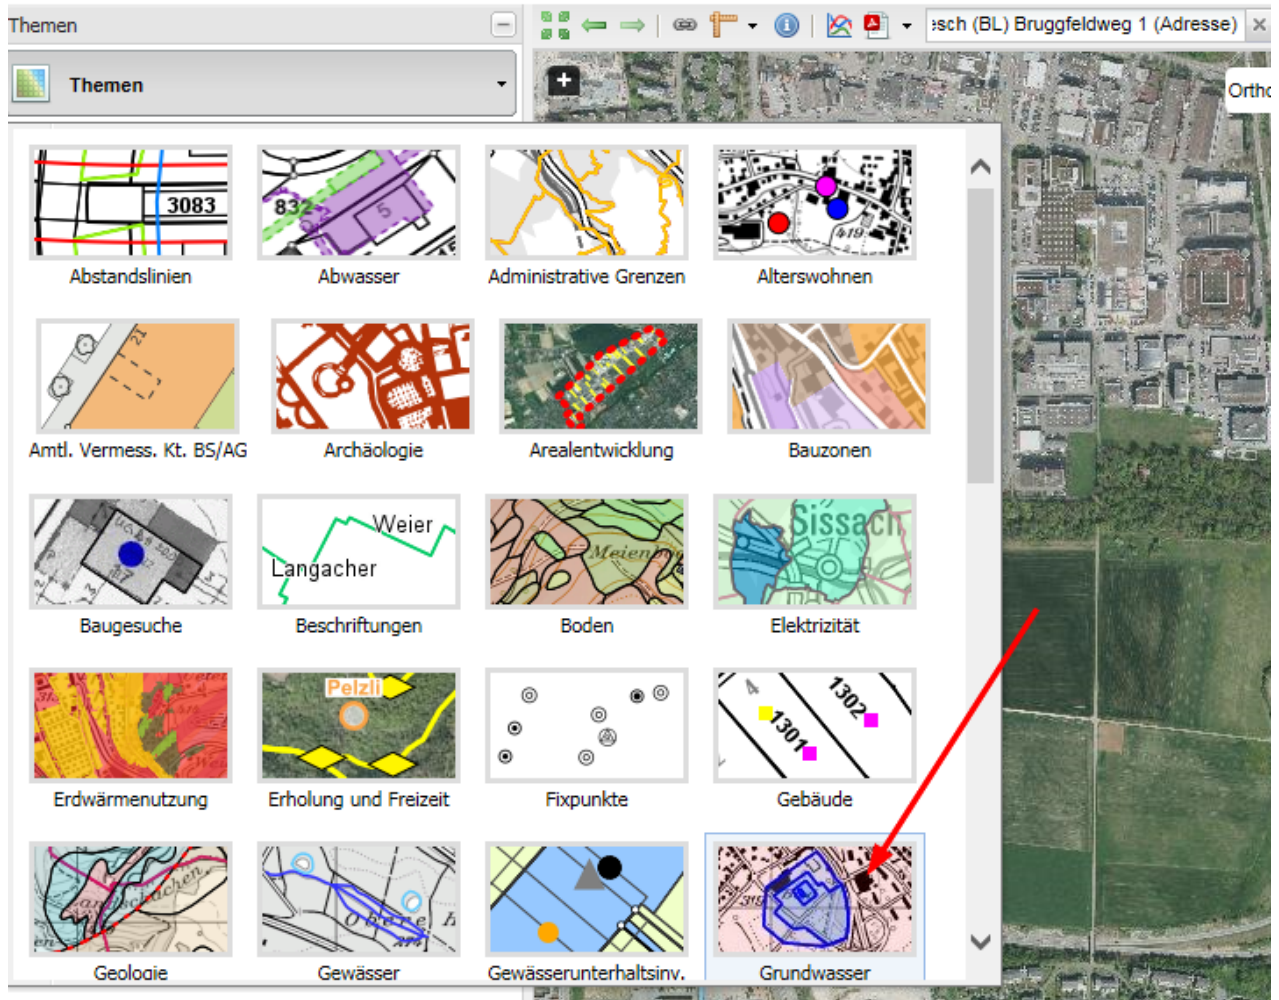 Themen
esch (BL) Bruggfeldweg 1 (Adresse)
Themen
Ortho
3083
832
5
419
Abstandslinien
Abwasser
Administrative Grenzen
Alterswohnen
21
Amtl. Vermess. Kt. BS/AG
Archäologie
Arealentwicklung
Bauzonen
Weier
Langacher
Sissach
Baugesuche
Beschriftungen
Boden
Elektrizität
Pelzli
1302
1301
4
Erdwärmenutzung
Erholung und Freizeit
Fixpunkte
Gebäude
Obere H
319
Geologie
Gewässer
Gewässerunterhaltsinv.
Grundwasser